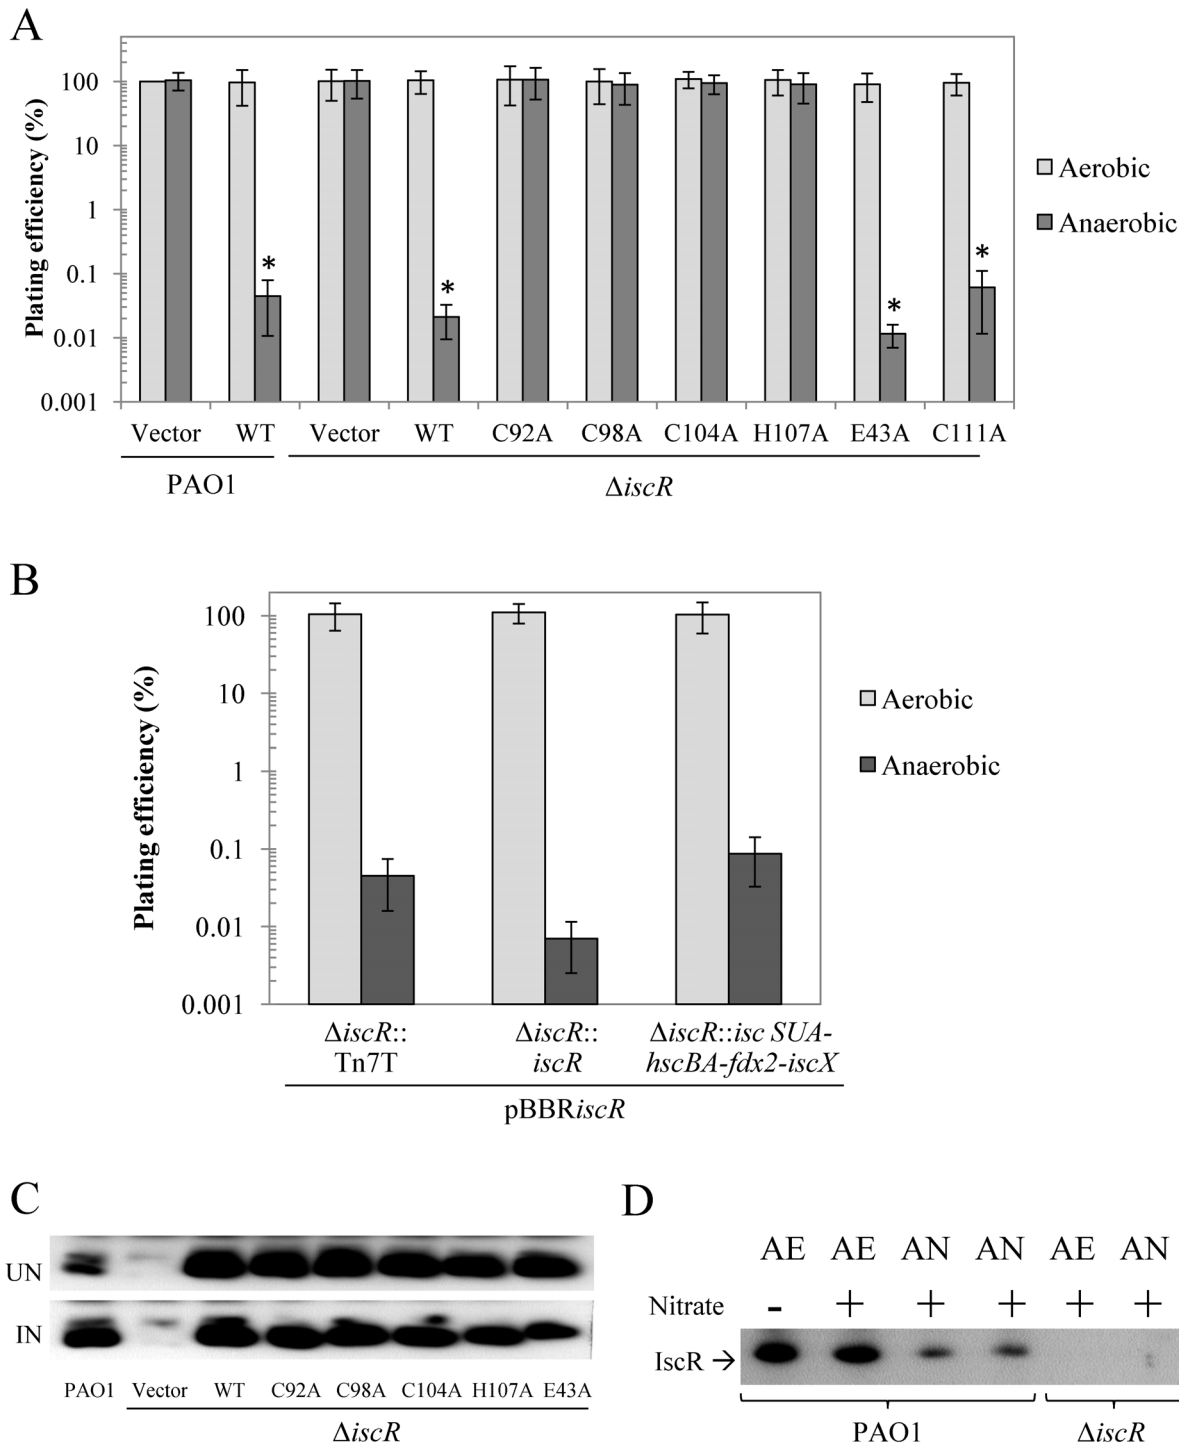 A
Plating efficiency (%)
100
10
1
0.1
0.01
0.001
* * * *
Aerobic
Anaerobic
Vector WT Vector WT C92A C98A C104A H107A E43A C111A
PAO1 ΔiscR
B
Plating efficiency (%)
100
10
1
0.1
0.01
0.001
Aerobic
Anaerobic
ΔiscR:: ΔiscR:: ΔiscR::isc SUA-
Tn7T iscR hscBA-fdx2-iscX
pBBRiscR
C
UN
IN
PAO1 Vector WT C92A C98A C104A H107A E43A
ΔiscR
D
AE AE AN AN AE AN
Nitrate - + + + + +
IscR →
PAO1 ΔiscR